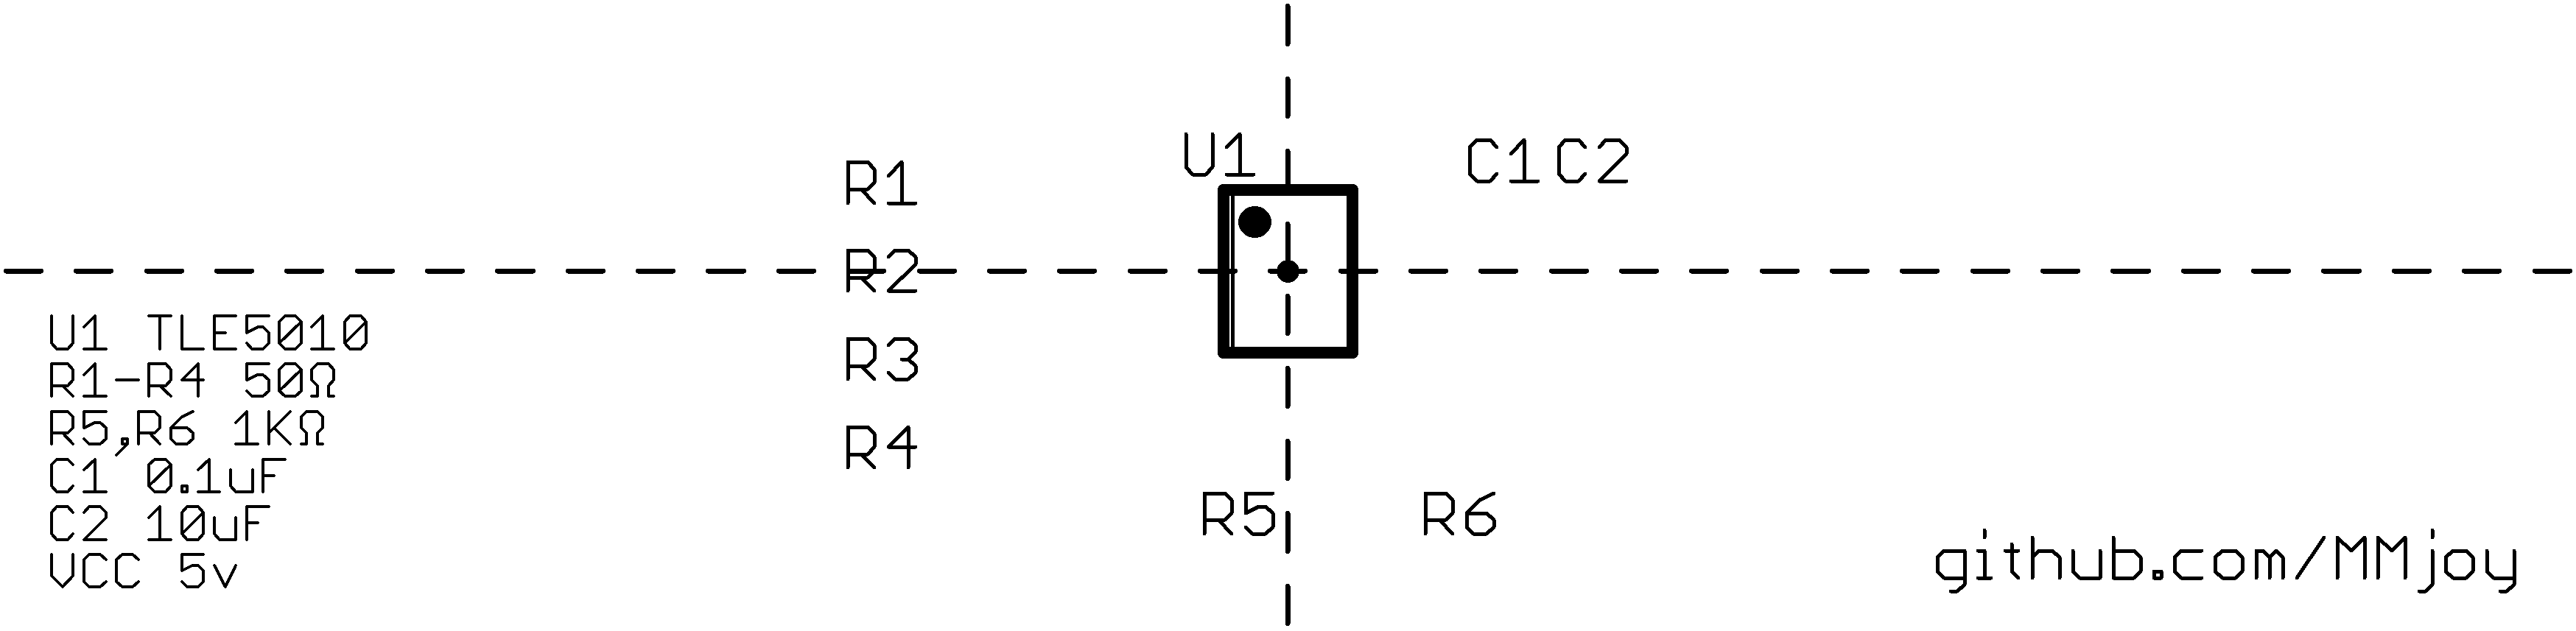 U1
C1 C2
R1
R2
R3
R4
R5 R6
U1 TLE5010
R1-R4 50Ω
R5,R6 1KΩ
C1 0.1uF
C2 10uF
VCC 5v
github.com/MMjoy